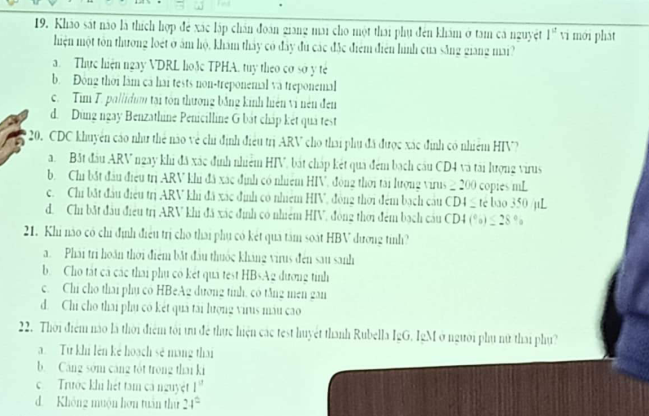 19. Khảo sát nào là thích hợp để xác lập chẩn đoán giang mai cho một thai phụ đến khám ở tam cá nguyệt 1st vì mới phát
hiện một tổn thương loét ở âm hộ, khám thấy có đầy đủ các đặc điểm điển hình của săng giang mai?
a. Thực hiện ngay VDRL hoặc TPHA, tuỳ theo cơ sở y tế
b. Đồng thời làm cả hai tests non-treponemal và treponemal
c. Tìm T. pallidum tại tổn thương bằng kính hiển vi nền đen
d. Dùng ngay Benzathine Penicilline G bất chấp kết quả test
20. CDC khuyến cáo như thế nào về chỉ định điều trị ARV cho thai phụ đã được xác định có nhiễm HIV?
a. Bắt đầu ARV ngay khi đã xác định nhiễm HIV, bất chấp kết quả đếm bạch cầu CD4 và tải lượng virus
b. Chỉ bắt đầu điều trị ARV khi đã xác định có nhiễm HIV, đồng thời tải lượng virus ≥ 200 copies/mL
c. Chỉ bắt đầu điều trị ARV khi đã xác định có nhiễm HIV, đồng thời đếm bạch cầu CD4 ≤ tế bào 350 /µL
d. Chỉ bắt đầu điều trị ARV khi đã xác định có nhiễm HIV, đồng thời đếm bạch cầu CD4 (%) ≤ 28 %
21. Khi nào có chỉ định điều trị cho thai phụ có kết quả tầm soát HBV dương tính?
a. Phải trì hoãn thời điểm bắt đầu thuốc kháng virus đến sau sanh
b. Cho tất cả các thai phụ có kết quả test HBsAg dương tính
c. Chỉ cho thai phụ có HBeAg dương tính, có tăng men gan
d. Chỉ cho thai phụ có kết quả tải lượng virus máu cao
22. Thời điểm nào là thời điểm tối ưu để thực hiện các test huyết thanh Rubella IgG, IgM ở người phụ nữ thai phụ?
a. Từ khi lên kế hoạch sẽ mang thai
b. Càng sớm càng tốt trong thai kì
c. Trước khi hết tam cá nguyệt 1st
d. Không muộn hơn tuần thứ 24th